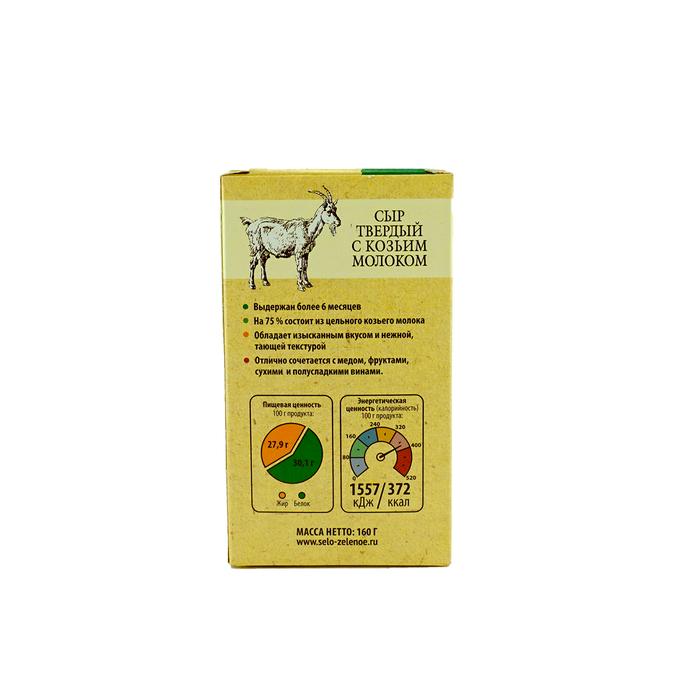 СЫР
ТВЕРДЫЙ
С КОЗЬИМ
МОЛОКОМ
Выдержан более 6 месяцев
На 75 % состоит из цельного козьего молока
Обладает изысканным вкусом и нежной,
тающей текстурой
Отлично сочетается с медом, фруктами,
сухими и полусладкими винами.
Пищевая ценность
100 г продукта:
27,9 г
30,1 г
Жир Белок
Энергетическая
ценность (калорийность)
100 г продукта:
0 80 160 240 320 400 520
1557/372
кДж ккал
МАССА НЕТТО: 160 Г
www.selo-zelenoe.ru